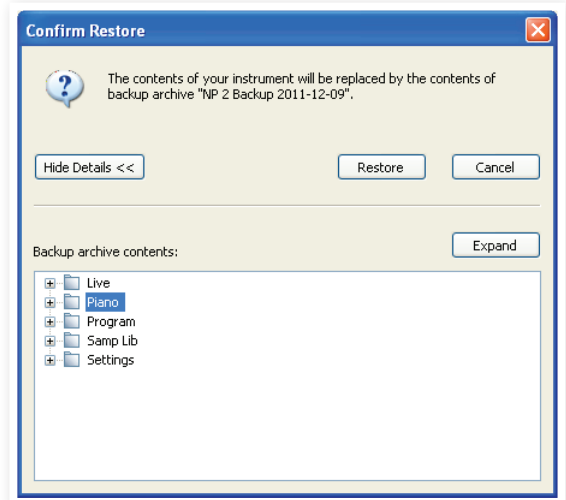 Confirm Restore
The contents of your instrument will be replaced by the contents of
backup archive "NP 2 Backup 2011-12-09".
Hide Details << Restore Cancel
Expand
Backup archive contents:
Live
Piano
Program
Samp Lib
Settings